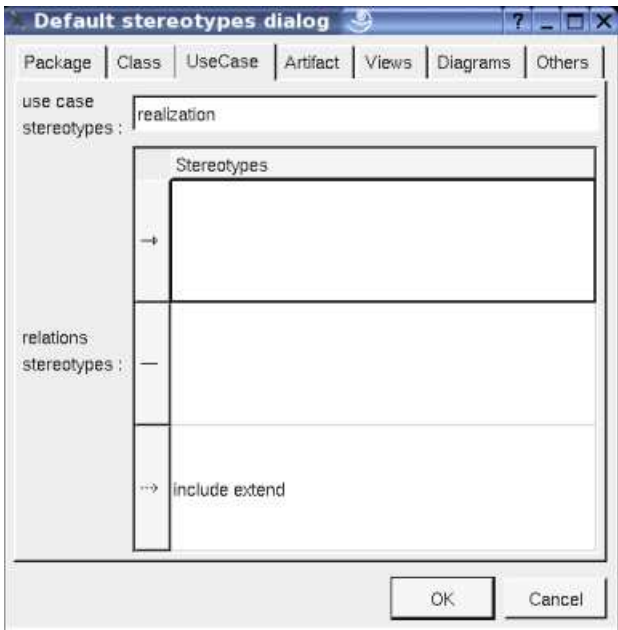 Default stereotypes dialog
Package Class UseCase Artifact Views Diagrams Others
use case
stereotypes :
realization
Stereotypes
relations
stereotypes :
include extend
OK Cancel